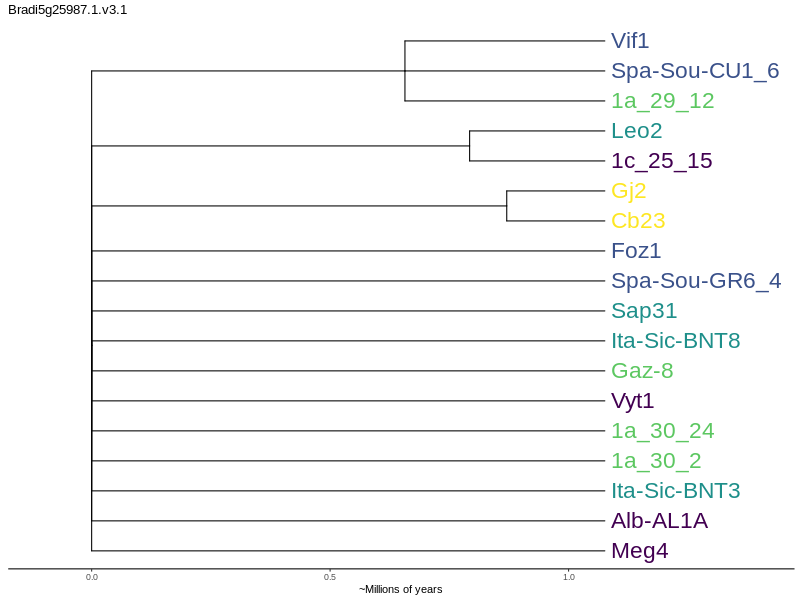 Bradi5g25987.1.v3.1
Vif1
Spa-Sou-CU1_6
1a_29_12
Leo2
1c_25_15
Gj2
Cb23
Foz1
Spa-Sou-GR6_4
Sap31
Ita-Sic-BNT8
Gaz-8
Vyt1
1a_30_24
1a_30_2
Ita-Sic-BNT3
Alb-AL1A
Meg4
0.0 0.5 1.0
~Millions of years